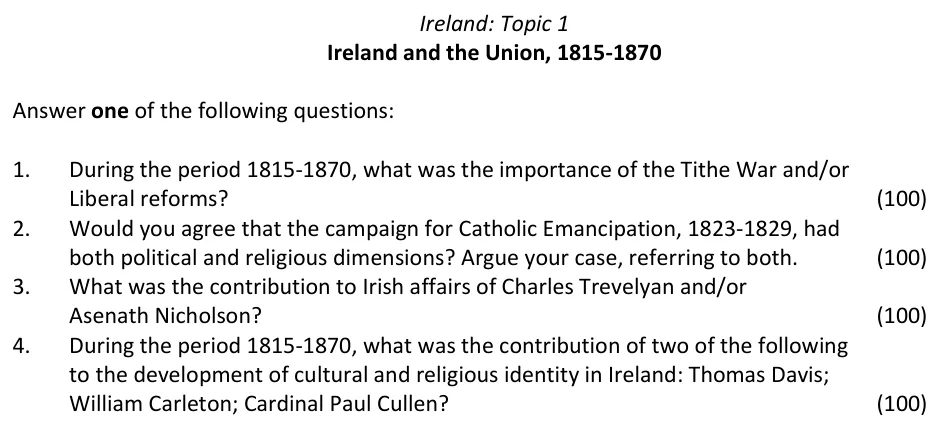 Ireland: Topic 1
Ireland and the Union, 1815-1870
Answer one of the following questions:
1. During the period 1815-1870, what was the importance of the Tithe War and/or
Liberal reforms? (100)
2. Would you agree that the campaign for Catholic Emancipation, 1823-1829, had
both political and religious dimensions? Argue your case, referring to both. (100)
3. What was the contribution to Irish affairs of Charles Trevelyan and/or
Asenath Nicholson? (100)
4. During the period 1815-1870, what was the contribution of two of the following
to the development of cultural and religious identity in Ireland: Thomas Davis;
William Carleton; Cardinal Paul Cullen? (100)